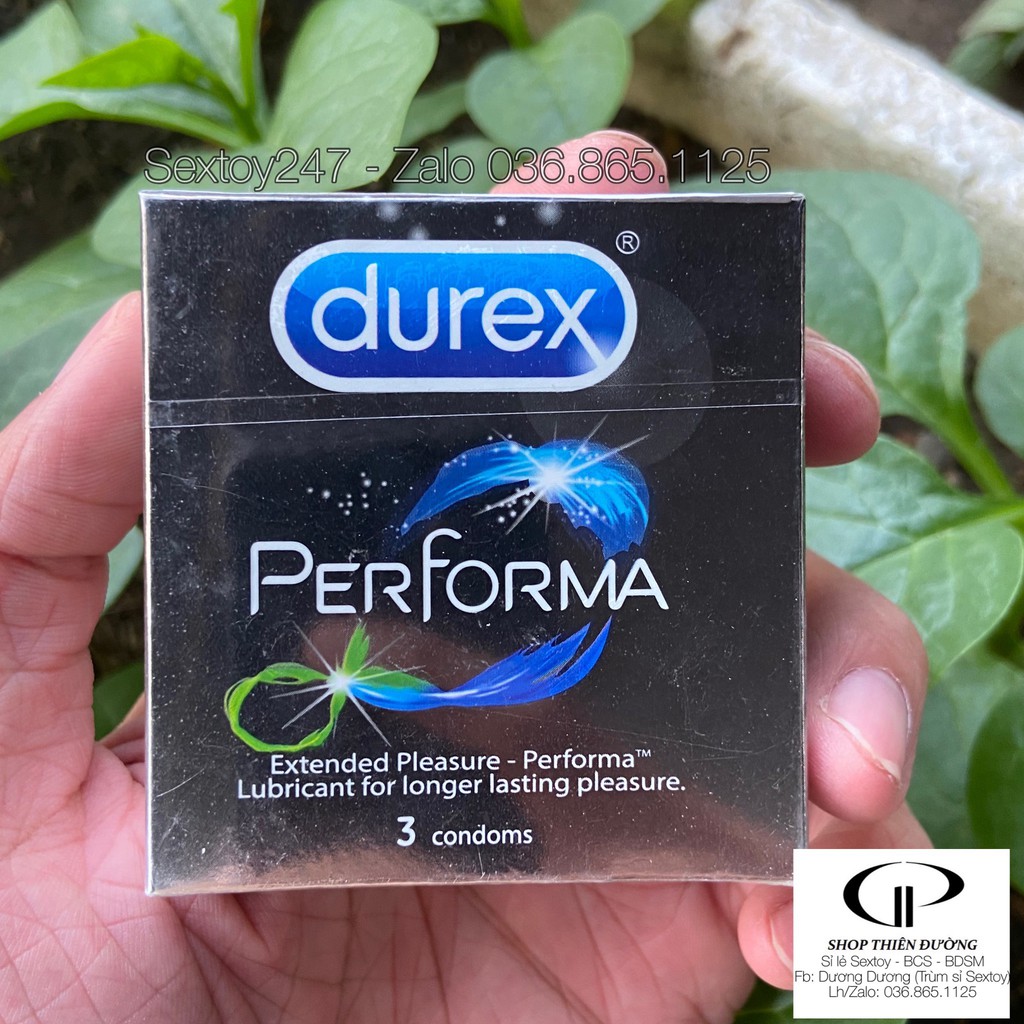 Sextoy247 - Zalo 036.865.1125
durex®
PERFORMA
Extended Pleasure - Performa™
Lubricant for longer lasting pleasure.
3 condoms
SHOP THIÊN ĐƯỜNG
Sỉ lẻ Sextoy - BCS - BDSM
Fb: Dương Dương (Trùm sỉ Sextoy)
Lh/Zalo: 036.865.1125